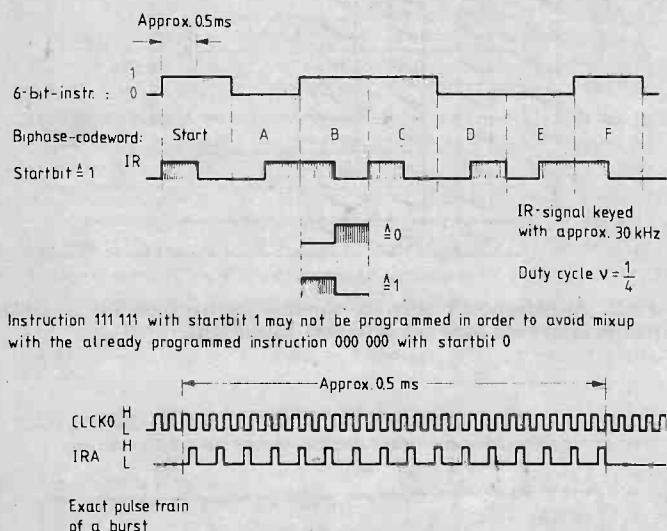 Approx. 0.5ms
6-bit-instr. : 1 0
Biphase-codeword: Start A B C D E F
Startbit ≙ 1 IR
≙ 0
≙ 1
IR-signal keyed
with approx. 30 kHz
Duty cycle ν = 1/4
Instruction 111 111 with startbit 1 may not be programmed in order to avoid mixup
with the already programmed instruction 000 000 with startbit 0
Approx. 0.5 ms
CLCKO H L
IRA H L
Exact pulse train
of a burst